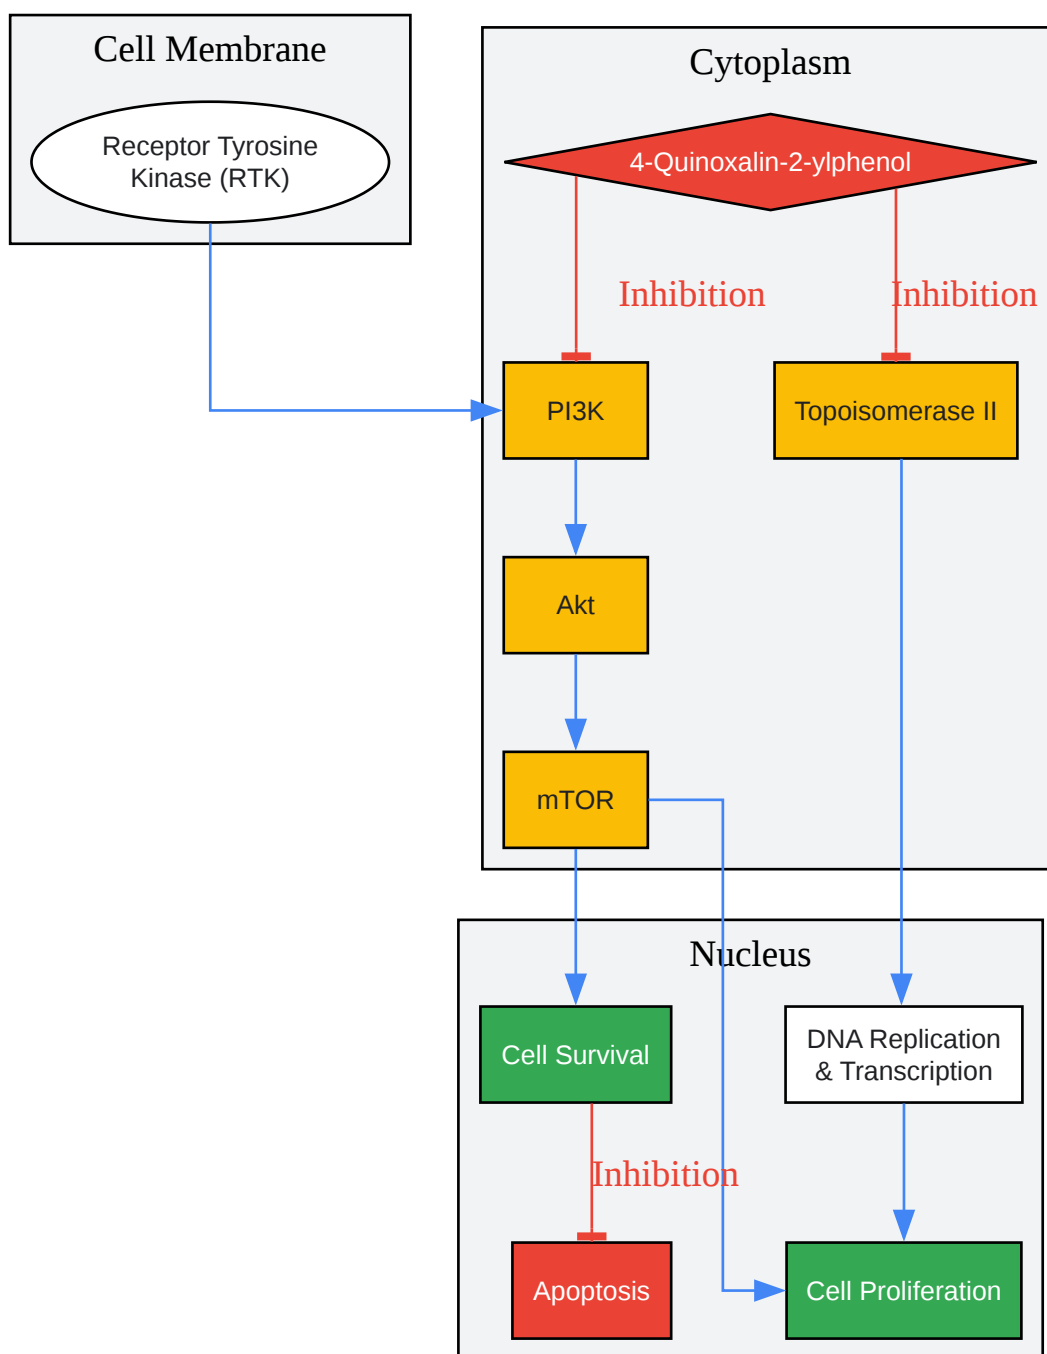 Cell Membrane
Receptor Tyrosine
Kinase (RTK)
Cytoplasm
4-Quinoxalin-2-ylphenol
Inhibition
Inhibition
PI3K
Topoisomerase II
Akt
mTOR
Nucleus
Cell Survival
DNA Replication
& Transcription
Inhibition
Apoptosis
Cell Proliferation